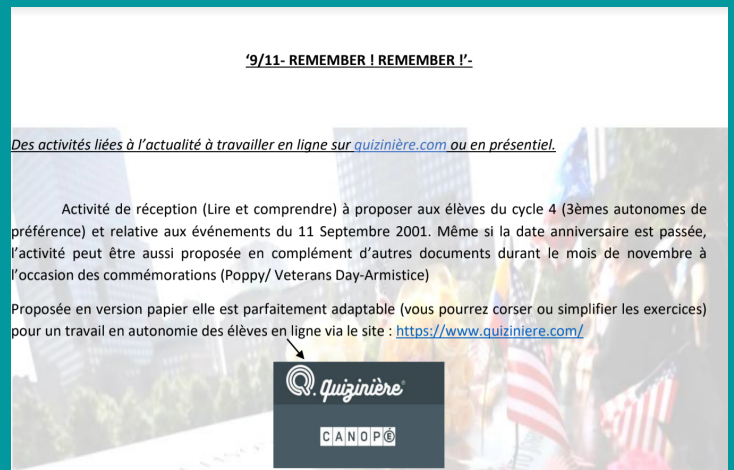 ‘9/11- REMEMBER ! REMEMBER !’-
Des activités liées à l’actualité à travailler en ligne sur quizinière.com ou en présentiel.
Activité de réception (Lire et comprendre) à proposer aux élèves du cycle 4 (3èmes autonomes de
préférence) et relative aux événements du 11 Septembre 2001. Même si la date anniversaire est passée,
l’activité peut être aussi proposée en complément d’autres documents durant le mois de novembre à
l’occasion des commémorations (Poppy/ Veterans Day-Armistice)
Proposée en version papier elle est parfaitement adaptable (vous pourrez corser ou simplifier les exercices)
pour un travail en autonomie des élèves en ligne via le site : https://www.quiziniere.com/
Q. Quizinière
CANOPÉ